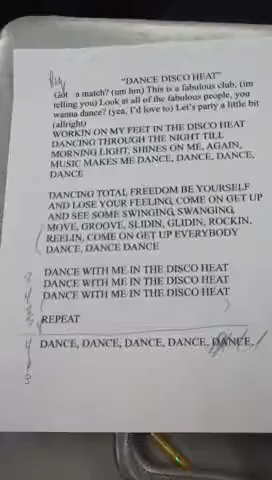 "DANCE DISCO HEAT"
Got a match? (um hm) This is a fabulous club, (im
telling you) Look at all of the fabulous people, you
wanna dance? (yea, I'd love to) Let's party a little bit
(allright)
WORKIN ON MY FEET IN THE DISCO HEAT
DANCING THROUGH THE NIGHT TILL
MORNING LIGHT, SHINES ON ME, AGAIN,
MUSIC MAKES ME DANCE, DANCE, DANCE,
DANCE
DANCING TOTAL FREEDOM BE YOURSELF
AND LOSE YOUR FEELING, COME ON GET UP
AND SEE SOME SWINGING, SWANGING,
MOVE, GROOVE, SLIDIN, GLIDIN, ROCKIN.
REELIN, COME ON GET UP EVERYBODY
DANCE, DANCE DANCE
DANCE WITH ME IN THE DISCO HEAT
DANCE WITH ME IN THE DISCO HEAT
DANCE WITH ME IN THE DISCO HEAT
REPEAT
DANCE, DANCE, DANCE, DANCE, DANCE,